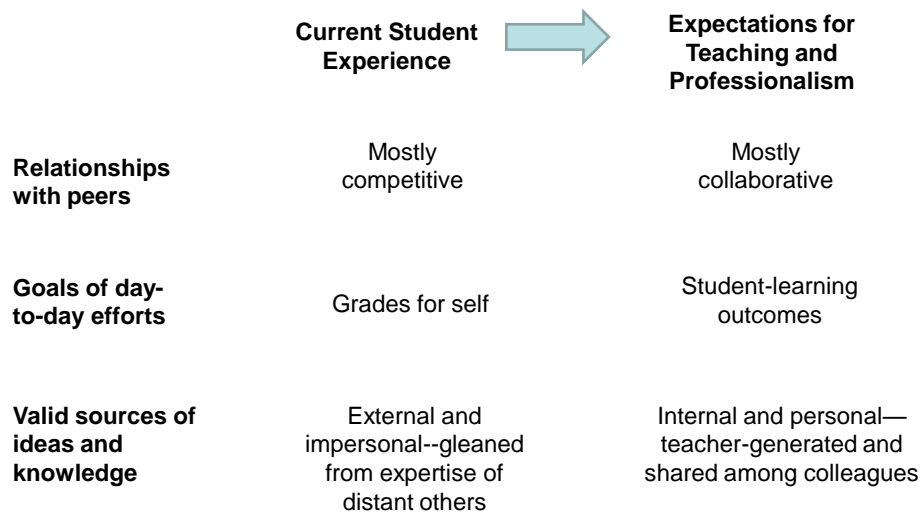 Current Student
Experience
Expectations for
Teaching and
Professionalism
Relationships
with peers
Mostly
competitive
Mostly
collaborative
Goals of day-
to-day efforts
Grades for self
Student-learning
outcomes
Valid sources of
ideas and
knowledge
External and
impersonal--gleaned
from expertise of
distant others
Internal and personal—
teacher-generated and
shared among colleagues